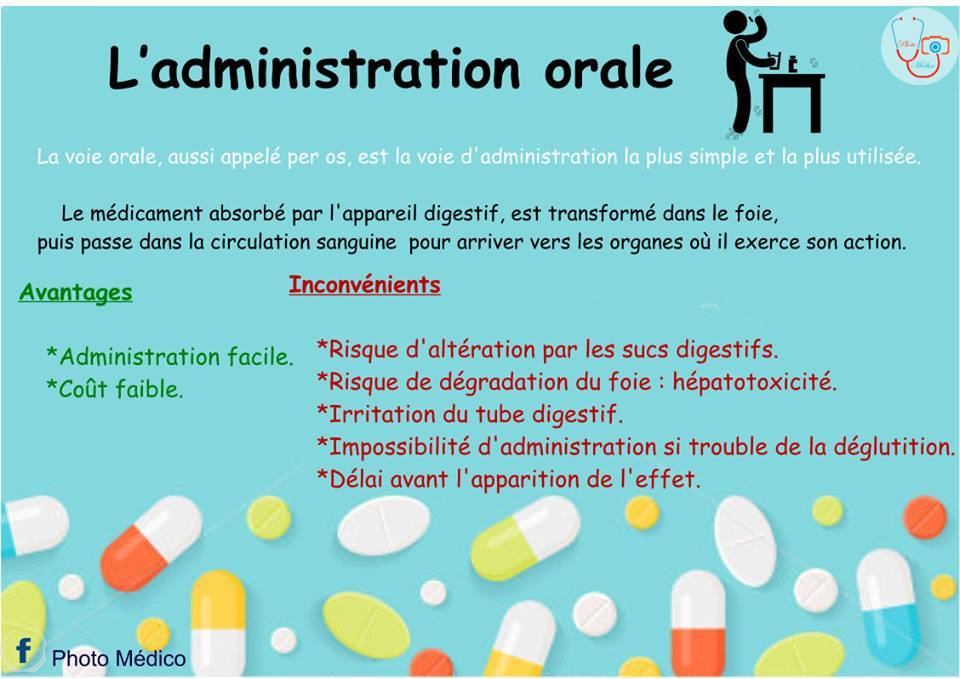 L'administration orale
Photo
Médico
La voie orale, aussi appelé per os, est la voie d'administration la plus simple et la plus utilisée.
Le médicament absorbé par l'appareil digestif, est transformé dans le foie,
puis passe dans la circulation sanguine pour arriver vers les organes où il exerce son action.
Avantages
*Administration facile.
*Coût faible.
Inconvénients
*Risque d'altération par les sucs digestifs.
*Risque de dégradation du foie : hépatotoxicité.
*Irritation du tube digestif.
*Impossibilité d'administration si trouble de la déglutition.
*Délai avant l'apparition de l'effet.
f Photo Médico